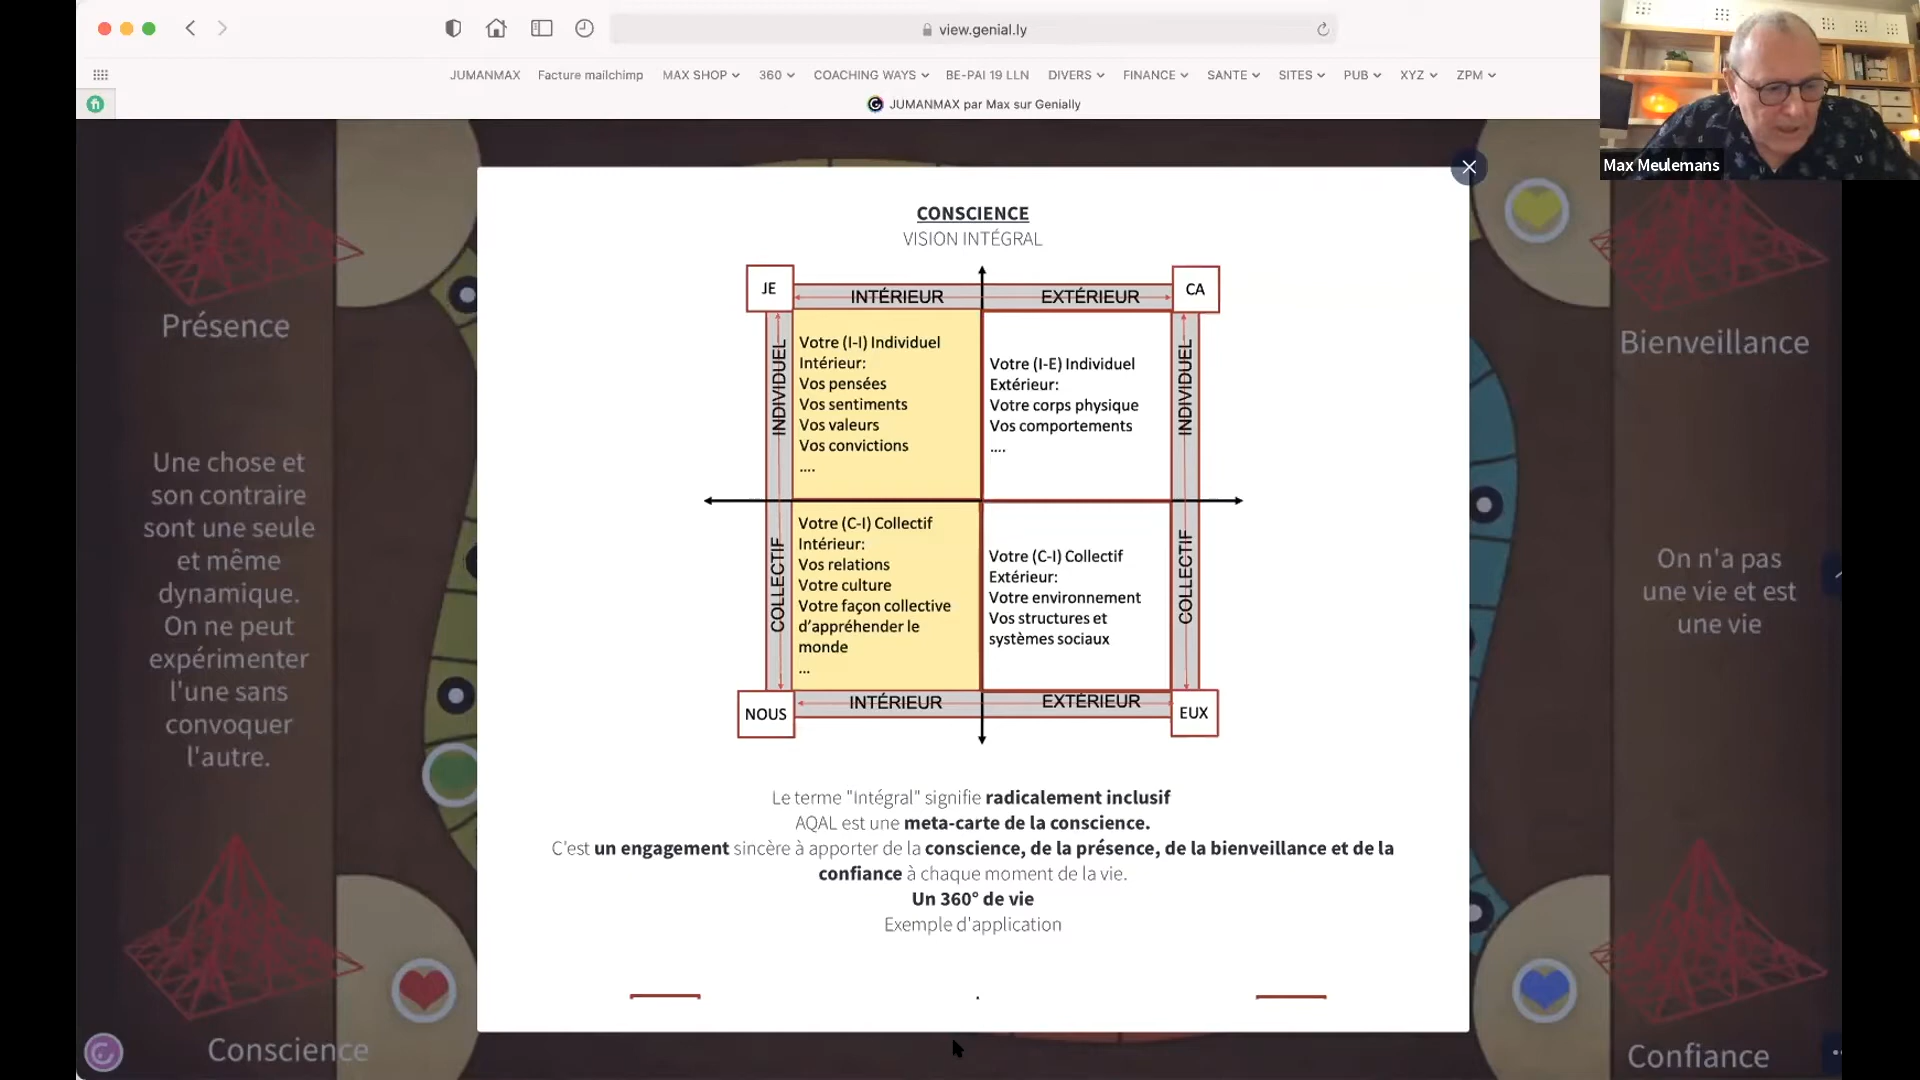 view.genial.ly
JUMANMAX
Facture mailchimp
MAX SHOP
360
COACHING WAYS
BE-PAI 19 LLN
DIVERS
FINANCE
SANTE
SITES
PUB
XYZ
ZPM
JUMANMAX par Max sur Genially
Max Meulemans
Présence
Une chose et
son contraire
sont une seule
et même
dynamique.
On ne peut
expérimenter
l'une sans
convoquer
l'autre.
Conscience
CONSCIENCE
VISION INTÉGRAL
JE
INTÉRIEUR
EXTÉRIEUR
CA
INDIVIDUEL
Votre (I-I) Individuel
Intérieur:
Vos pensées
Vos sentiments
Vos valeurs
Vos convictions
....
Votre (I-E) Individuel
Extérieur:
Votre corps physique
Vos comportements
....
INDIVIDUEL
COLLECTIF
Votre (C-I) Collectif
Intérieur:
Vos relations
Votre culture
Votre façon collective
d'appréhender le
monde
...
Votre (C-I) Collectif
Extérieur:
Votre environnement
Vos structures et
systèmes sociaux
COLLECTIF
NOUS
INTÉRIEUR
EXTÉRIEUR
EUX
Le terme "Intégral" signifie radicalement inclusif
AQAL est une meta-carte de la conscience.
C'est un engagement sincère à apporter de la conscience, de la présence, de la bienveillance et de la
confiance à chaque moment de la vie.
Un 360° de vie
Exemple d'application
.
Bienveillance
On n'a pas
une vie et est
une vie
Confiance